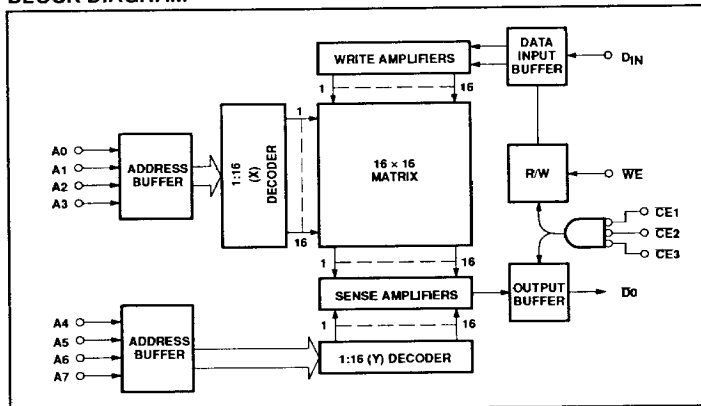 BLOCK DIAGRAM
WRITE AMPLIFIERS
DATA
INPUT
BUFFER
DIN
1
16
A0
A1
A2
A3
ADDRESS
BUFFER
1:16
(X)
DECODER
1
16
16 × 16
MATRIX
R/W
WE
CE1
CE2
CE3
1
16
SENSE AMPLIFIERS
OUTPUT
BUFFER
D0
1
16
A4
A5
A6
A7
ADDRESS
BUFFER
1:16 (Y) DECODER